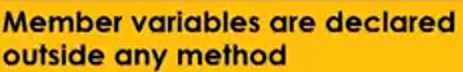 Member variables are declared
outside any method